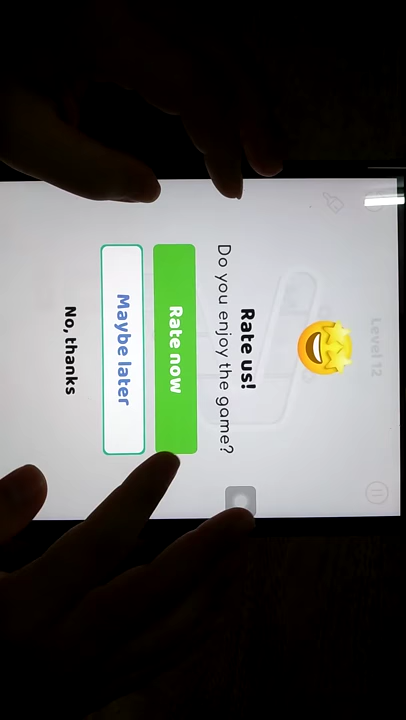 Level 12
Rate us!
Do you enjoy the game?
Rate now
Maybe later
No, thanks